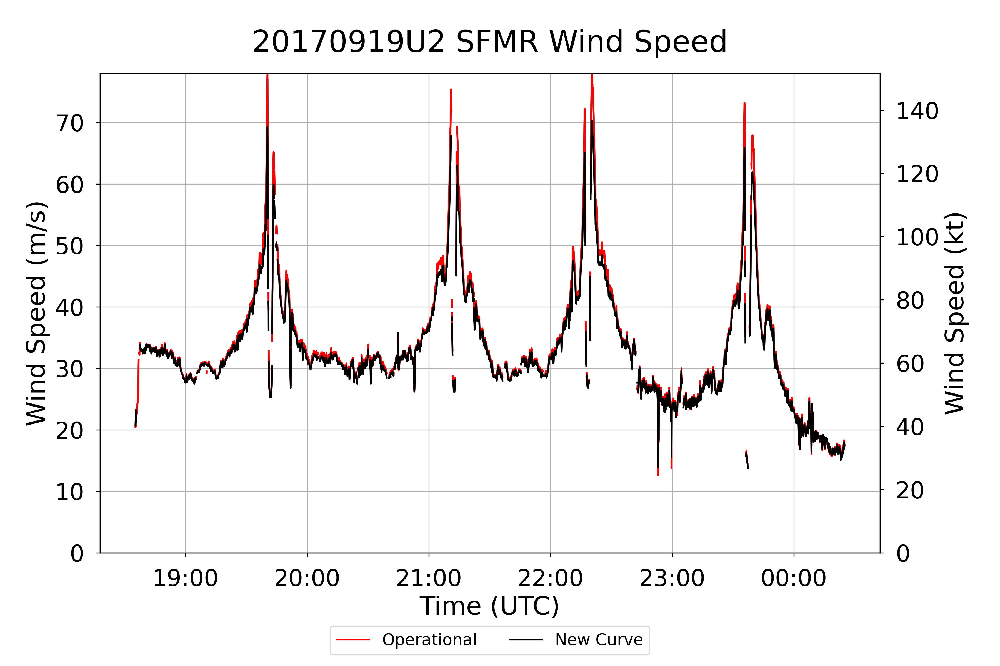 20170919U2 SFMR Wind Speed
Wind Speed (m/s)
70
60
50
40
30
20
10
0
140
120
100
80
60
40
20
0
Wind Speed (kt)
19:00 20:00 21:00 22:00 23:00 00:00
Time (UTC)
Operational New Curve